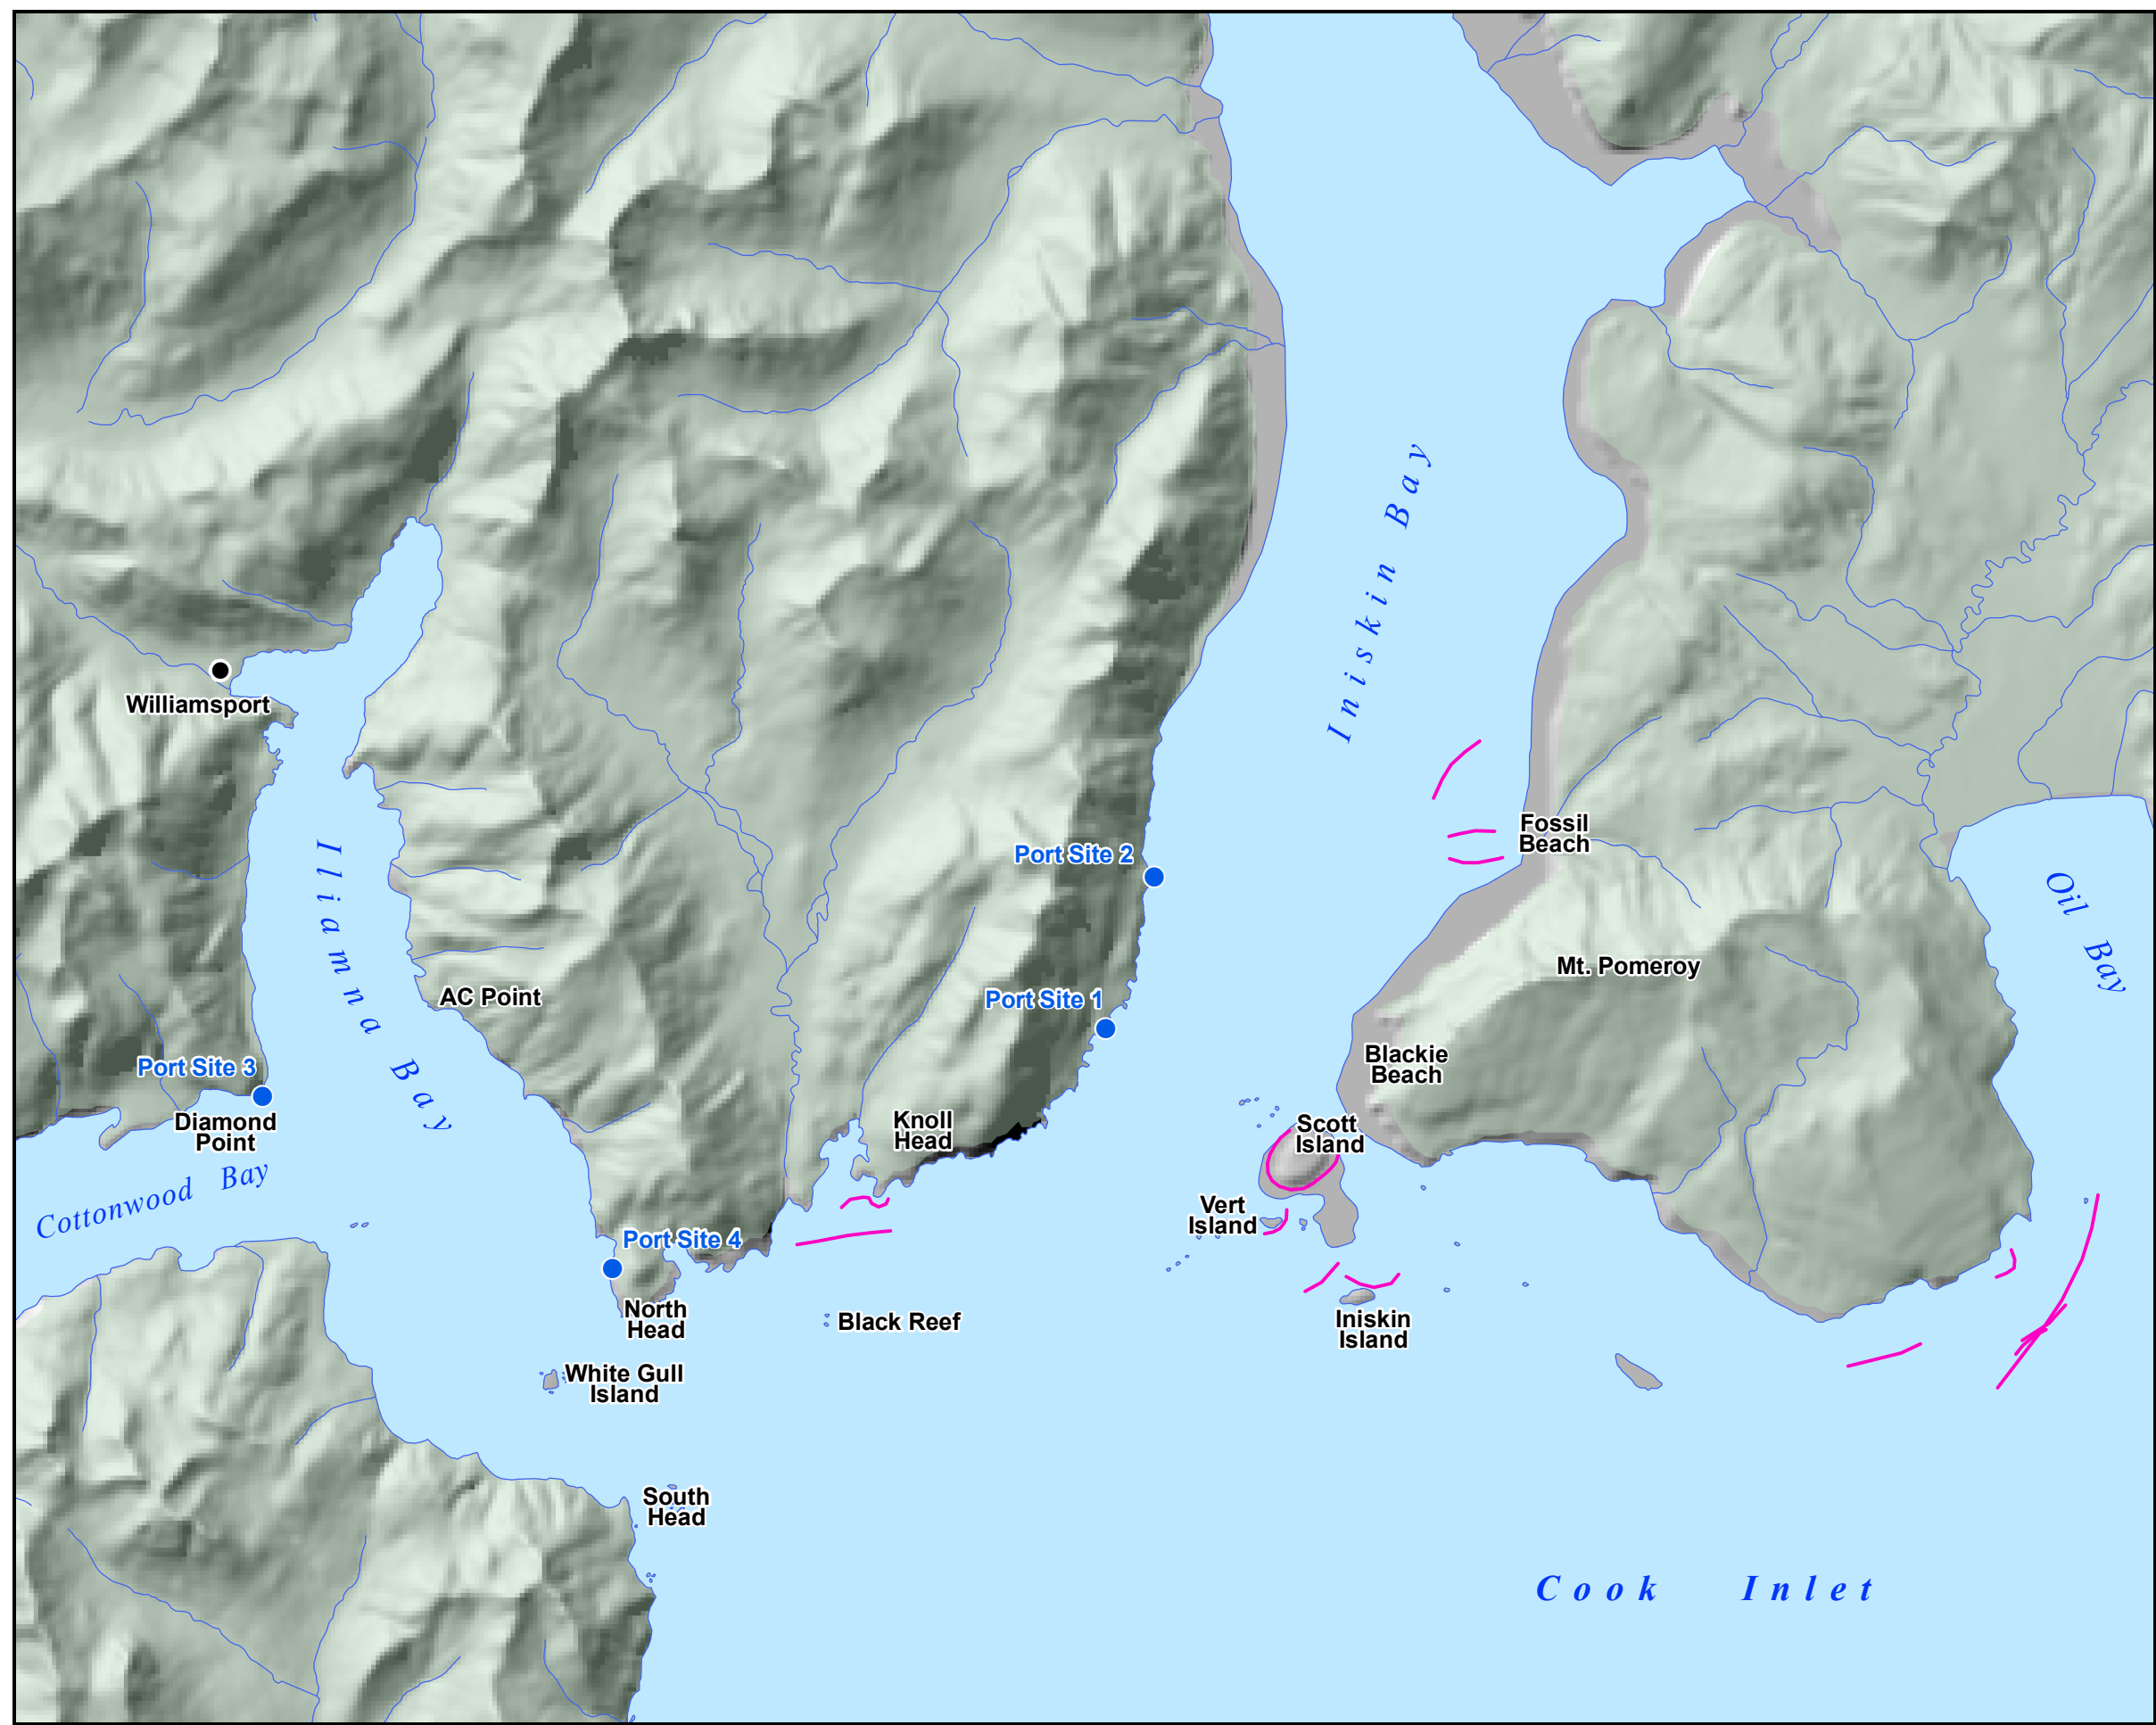 Iniskin Bay
Williamsport
Fossil
Beach
Port Site 2
Iliamna Bay
Oil Bay
Mt. Pomeroy
AC Point
Port Site 1
Blackie
Beach
Port Site 3
Diamond
Point
Knoll
Head
Scott
Island
Cottonwood Bay
Vert
Island
Port Site 4
North
Head
Black Reef
Iniskin
Island
White Gull
Island
South
Head
Cook Inlet